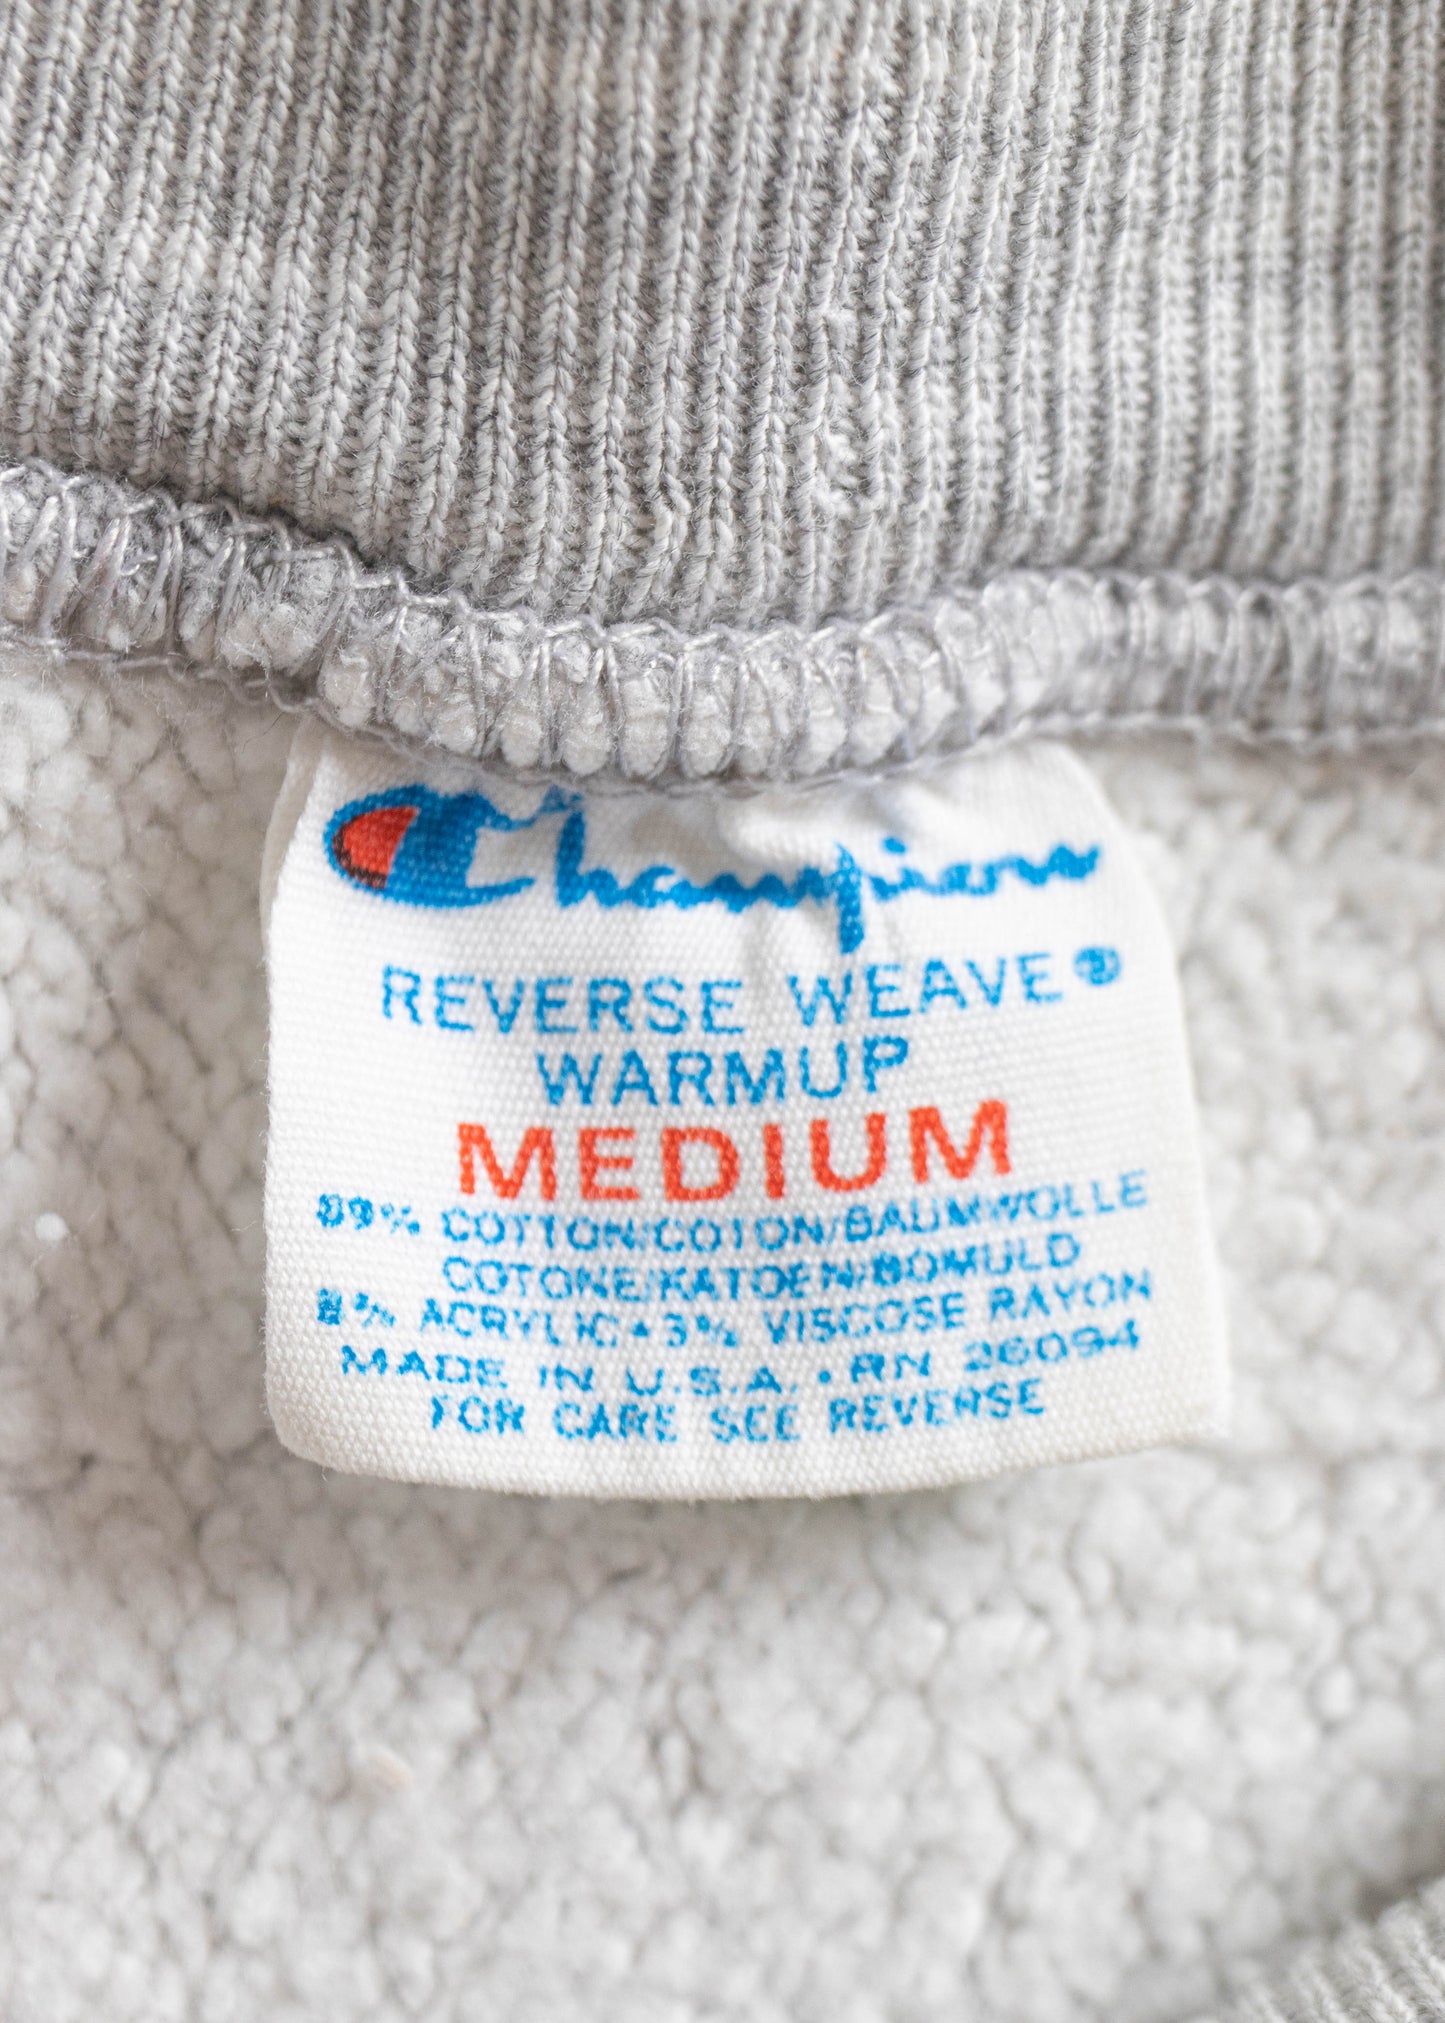 Champion
REVERSE WEAVE®
WARMUP
MEDIUM
89% COTTON/COTON/BAUMWOLLE
COTONE/KATOEN/BOMULD
8% ACRYLIC • 3% VISCOSE RAYON
MADE IN U.S.A. • RN 26094
FOR CARE SEE REVERSE